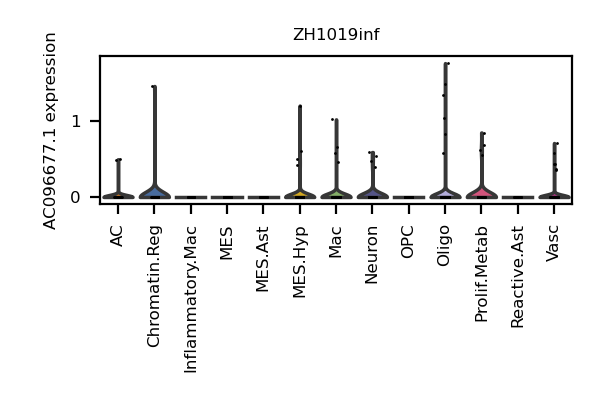 ZH1019inf
AC096677.1 expression
1
0
AC
Chromatin.Reg
Inflammatory.Mac
MES
MES.Ast
MES.Hyp
Mac
Neuron
OPC
Oligo
Prolif.Metab
Reactive.Ast
Vasc